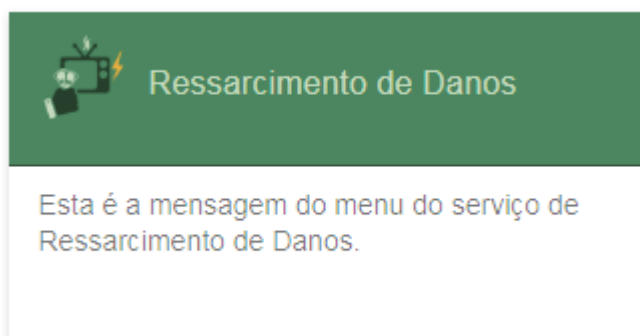 Ressarcimento de Danos
Esta é a mensagem do menu do serviço de
Ressarcimento de Danos.